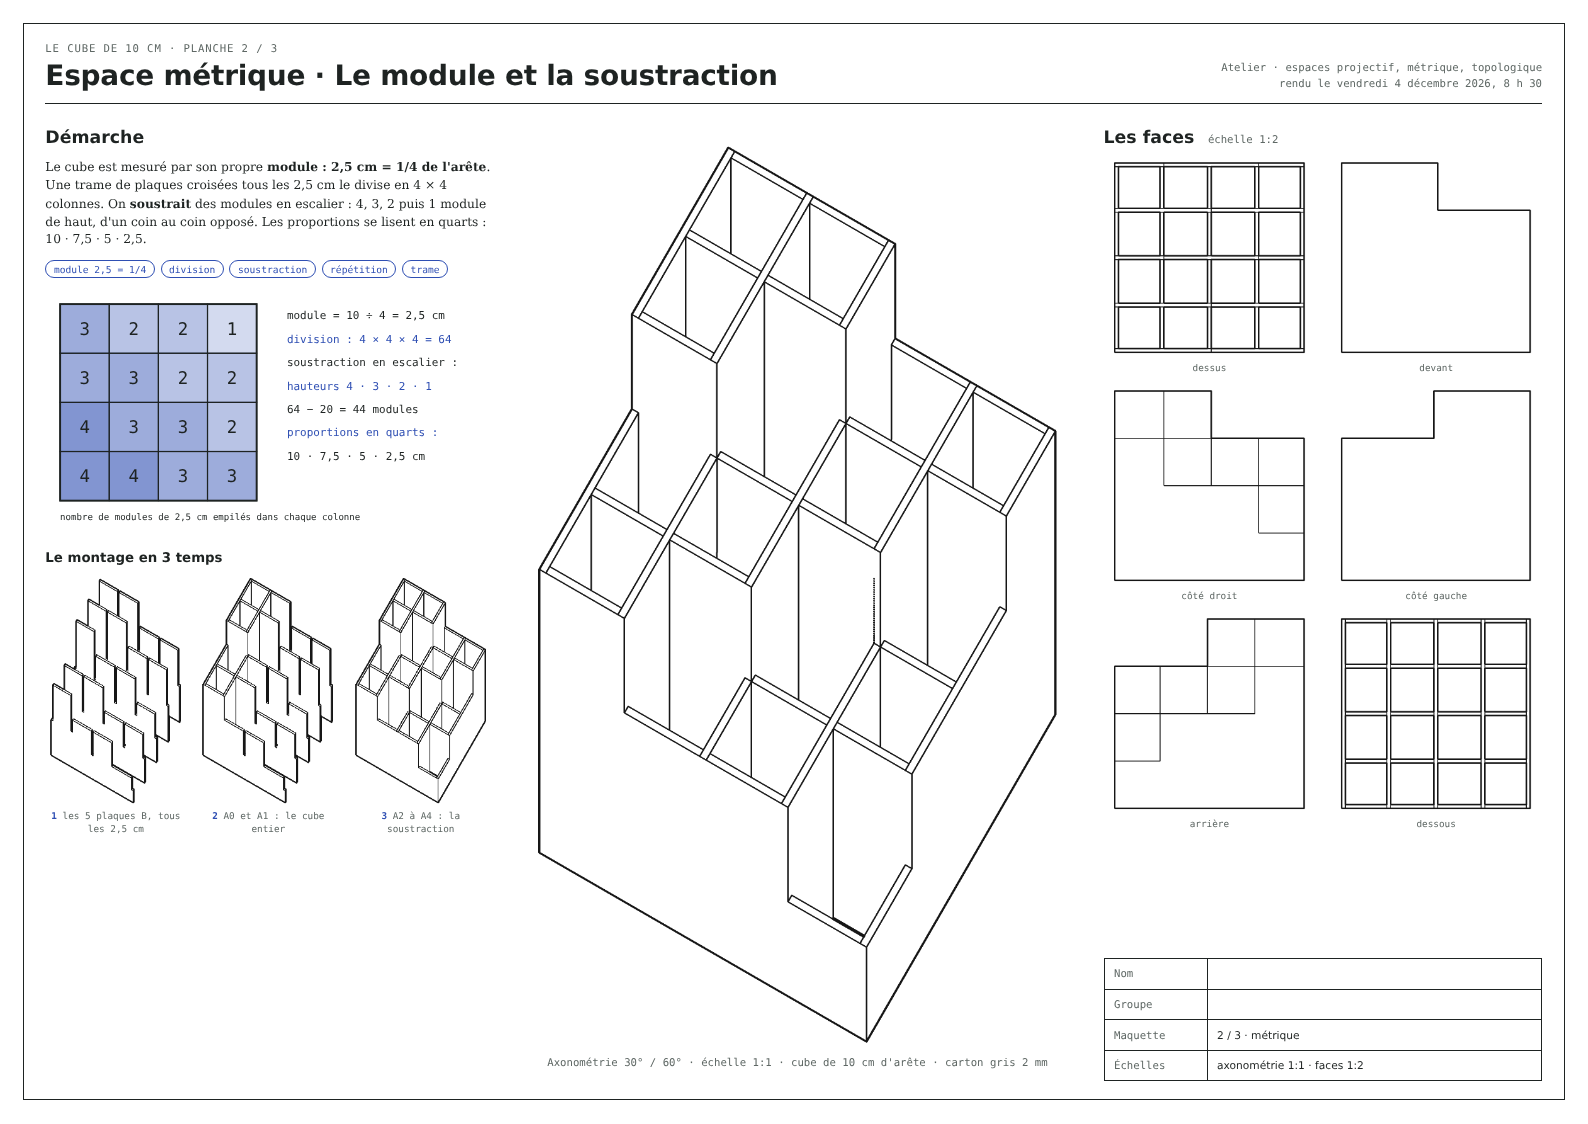 LE CUBE DE 10 CM · PLANCHE 2 / 3
Espace métrique · Le module et la soustraction
Atelier · espaces projectif, métrique, topologique
rendu le vendredi 4 décembre 2026, 8 h 30
Démarche
Le cube est mesuré par son propre module : 2,5 cm = 1/4 de l'arête.
Une trame de plaques croisées tous les 2,5 cm le divise en 4 × 4
colonnes. On soustrait des modules en escalier : 4, 3, 2 puis 1 module
de haut, d'un coin au coin opposé. Les proportions se lisent en quarts :
10 · 7,5 · 5 · 2,5.
module 2,5 = 1/4 division soustraction répétition trame
3 2 2 1
3 3 2 2
4 3 3 2
4 4 3 3
nombre de modules de 2,5 cm empilés dans chaque colonne
module = 10 ÷ 4 = 2,5 cm
division : 4 × 4 × 4 = 64
soustraction en escalier :
hauteurs 4 · 3 · 2 · 1
64 − 20 = 44 modules
proportions en quarts :
10 · 7,5 · 5 · 2,5 cm
Le montage en 3 temps
1 les 5 plaques B, tous
les 2,5 cm
2 A0 et A1 : le cube
entier
3 A2 à A4 : la
soustraction
Axonométrie 30° / 60° · échelle 1:1 · cube de 10 cm d'arête · carton gris 2 mm
Les faces échelle 1:2
dessus
devant
côté droit
côté gauche
arrière
dessous
Nom
Groupe
Maquette 2 / 3 · métrique
Échelles axonométrie 1:1 · faces 1:2